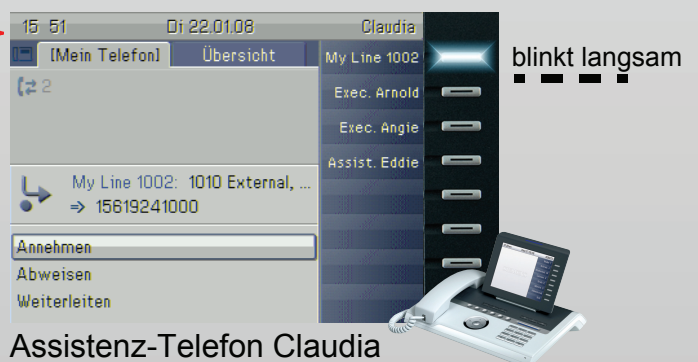 15 51 Di 22.01.08 Claudia
[Mein Telefon] Übersicht My Line 1002 blinkt langsam
2 Exec. Arnold
Exec. Angie
Assist. Eddie
My Line 1002: 1010 External, ...
⇒ 15619241000
Annehmen
Abweisen
Weiterleiten
Assistenz-Telefon Claudia